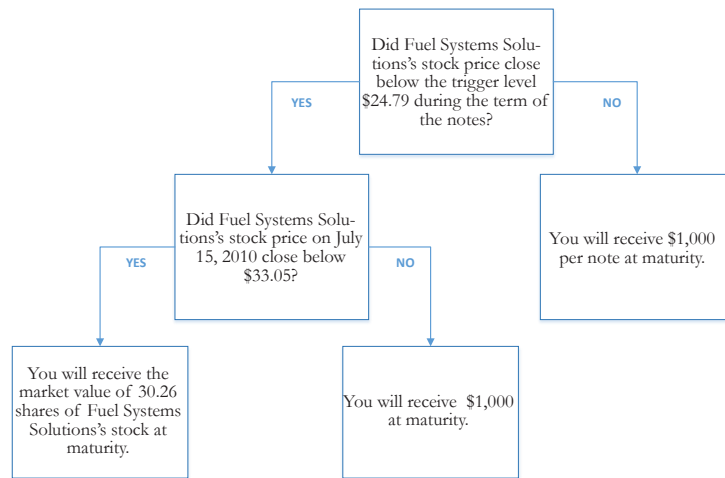 Did Fuel Systems Solu-
tions's stock price close
below the trigger level
$24.79 during the term of
the notes?
YES
NO
Did Fuel Systems Solu-
tions's stock price on July
15, 2010 close below
$33.05?
You will receive $1,000
per note at maturity.
YES
NO
You will receive the
market value of 30.26
shares of Fuel Systems
Solutions's stock at
maturity.
You will receive $1,000
at maturity.